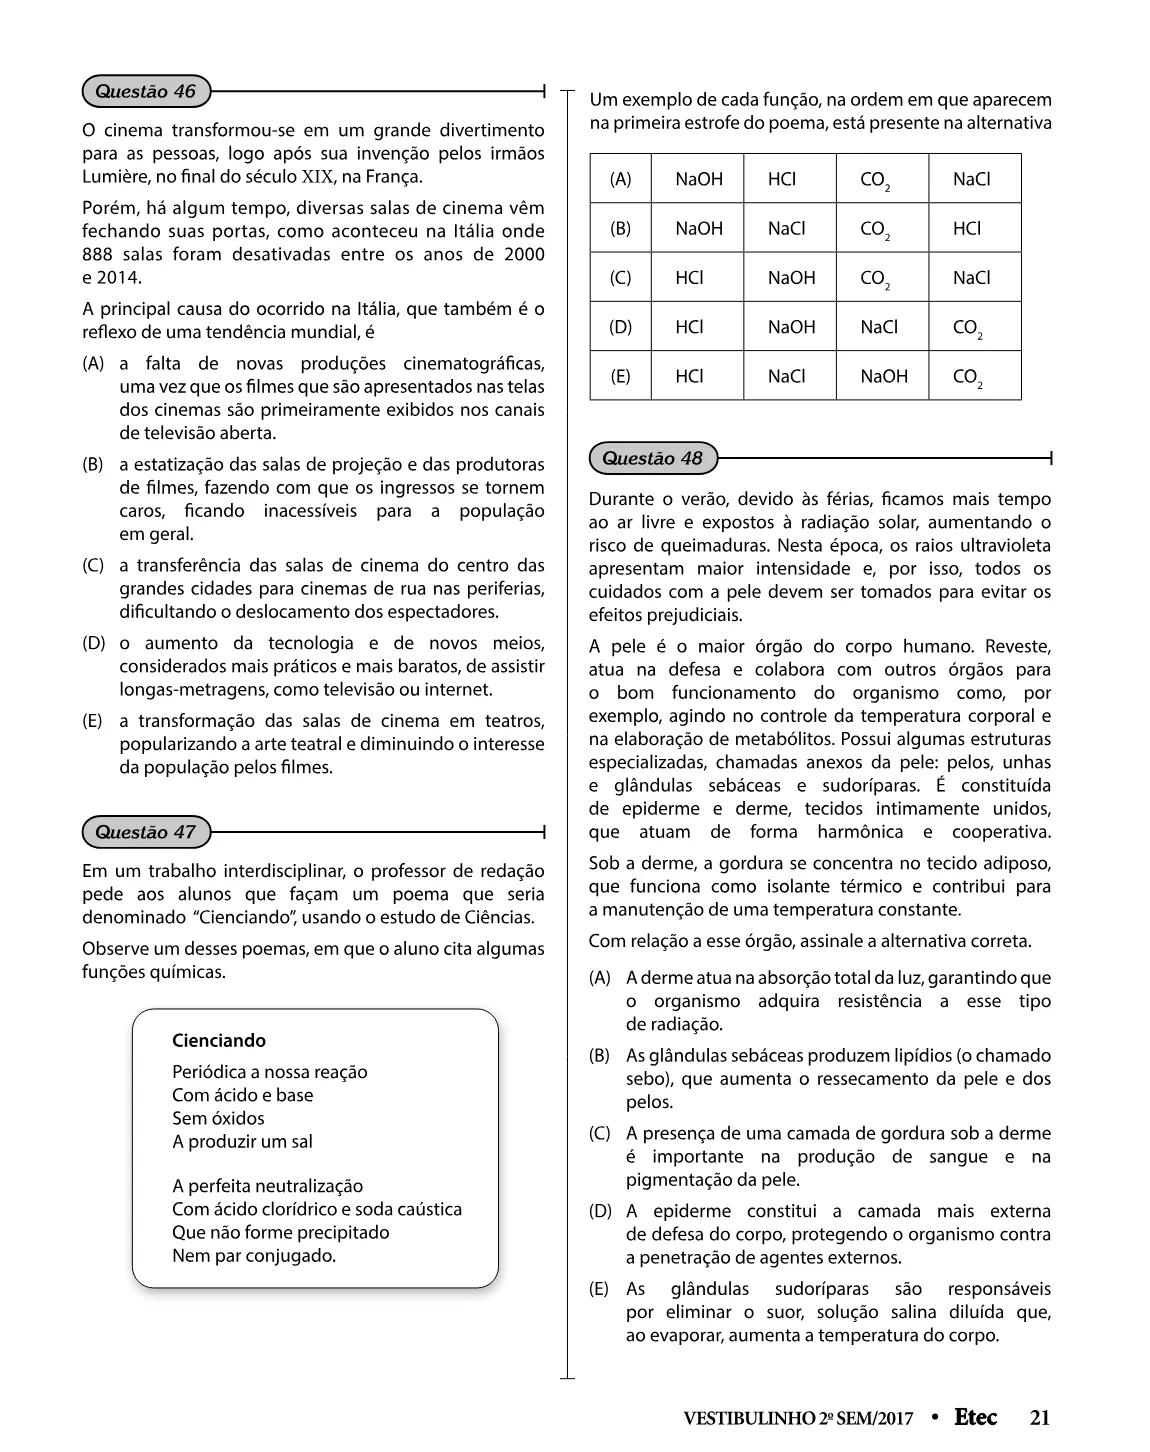 Questão 46
O cinema transformou-se em um grande divertimento
para as pessoas, logo após sua invenção pelos irmãos
Lumière, no final do século XIX, na França.
Porém, há algum tempo, diversas salas de cinema vêm
fechando suas portas, como aconteceu na Itália onde
888 salas foram desativadas entre os anos de 2000
e 2014.
A principal causa do ocorrido na Itália, que também é o
reflexo de uma tendência mundial, é
(A) a falta de novas produções cinematográficas,
uma vez que os filmes que são apresentados nas telas
dos cinemas são primeiramente exibidos nos canais
de televisão aberta.
(B) a estatização das salas de projeção e das produtoras
de filmes, fazendo com que os ingressos se tornem
caros, ficando inacessíveis para a população
em geral.
(C) a transferência das salas de cinema do centro das
grandes cidades para cinemas de rua nas periferias,
dificultando o deslocamento dos espectadores.
(D) o aumento da tecnologia e de novos meios,
considerados mais práticos e mais baratos, de assistir
longas-metragens, como televisão ou internet.
(E) a transformação das salas de cinema em teatros,
popularizando a arte teatral e diminuindo o interesse
da população pelos filmes.
Questão 47
Em um trabalho interdisciplinar, o professor de redação
pede aos alunos que façam um poema que seria
denominado “Cienciando”, usando o estudo de Ciências.
Observe um desses poemas, em que o aluno cita algumas
funções químicas.
Cienciando
Periódica a nossa reação
Com ácido e base
Sem óxidos
A produzir um sal
A perfeita neutralização
Com ácido clorídrico e soda caústica
Que não forme precipitado
Nem par conjugado.
Um exemplo de cada função, na ordem em que aparecem
na primeira estrofe do poema, está presente na alternativa
(A) NaOH HCl CO2 NaCl
(B) NaOH NaCl CO2 HCl
(C) HCl NaOH CO2 NaCl
(D) HCl NaOH NaCl CO2
(E) HCl NaCl NaOH CO2
Questão 48
Durante o verão, devido às férias, ficamos mais tempo
ao ar livre e expostos à radiação solar, aumentando o
risco de queimaduras. Nesta época, os raios ultravioleta
apresentam maior intensidade e, por isso, todos os
cuidados com a pele devem ser tomados para evitar os
efeitos prejudiciais.
A pele é o maior órgão do corpo humano. Reveste,
atua na defesa e colabora com outros órgãos para
o bom funcionamento do organismo como, por
exemplo, agindo no controle da temperatura corporal e
na elaboração de metabólitos. Possui algumas estruturas
especializadas, chamadas anexos da pele: pelos, unhas
e glândulas sebáceas e sudoríparas. É constituída
de epiderme e derme, tecidos intimamente unidos,
que atuam de forma harmônica e cooperativa.
Sob a derme, a gordura se concentra no tecido adiposo,
que funciona como isolante térmico e contribui para
a manutenção de uma temperatura constante.
Com relação a esse órgão, assinale a alternativa correta.
(A) A derme atua na absorção total da luz, garantindo que
o organismo adquira resistência a esse tipo
de radiação.
(B) As glândulas sebáceas produzem lipídios (o chamado
sebo), que aumenta o ressecamento da pele e dos
pelos.
(C) A presença de uma camada de gordura sob a derme
é importante na produção de sangue e na
pigmentação da pele.
(D) A epiderme constitui a camada mais externa
de defesa do corpo, protegendo o organismo contra
a penetração de agentes externos.
(E) As glândulas sudoríparas são responsáveis
por eliminar o suor, solução salina diluída que,
ao evaporar, aumenta a temperatura do corpo.
VESTIBULINHO 2º SEM/2017 • Etec 21